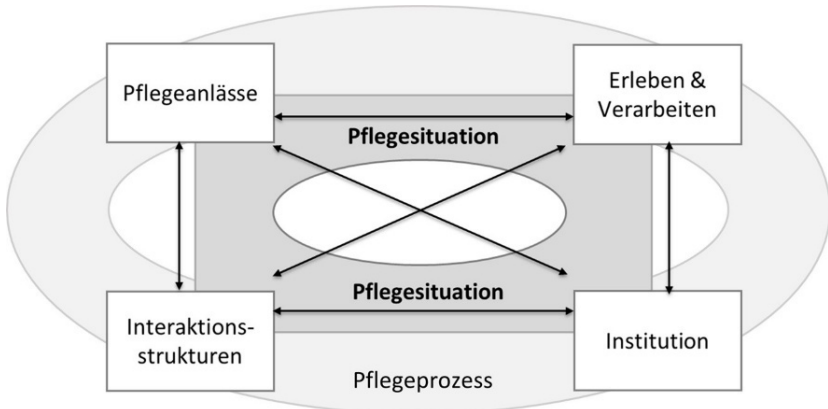 Pflegeanlässe
Erleben &
Verarbeiten
Pflegesituation
Pflegesituation
Interaktions-
strukturen
Institution
Pflegeprozess